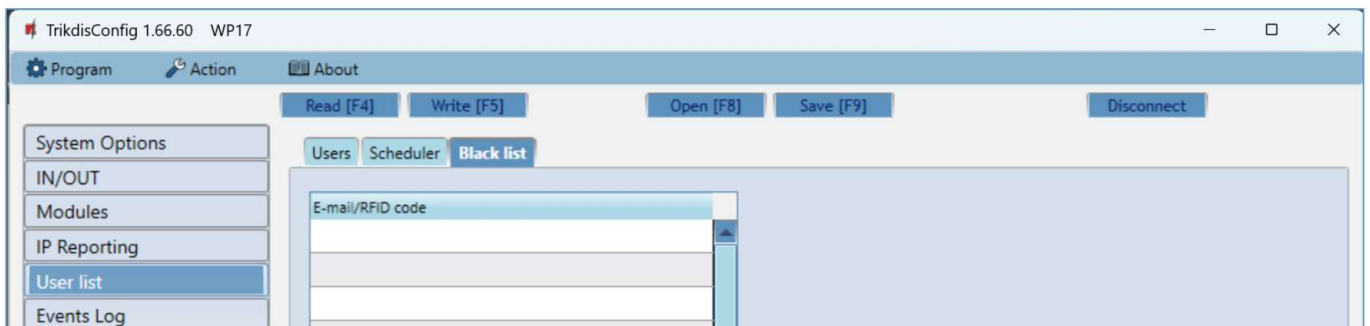 TrikdisConfig 1.66.60 WP17
Program Action About
Read [F4] Write [F5] Open [F8] Save [F9] Disconnect
System Options
IN/OUT
Modules
IP Reporting
User list
Events Log
Users Scheduler Black list
E-mail/RFID code